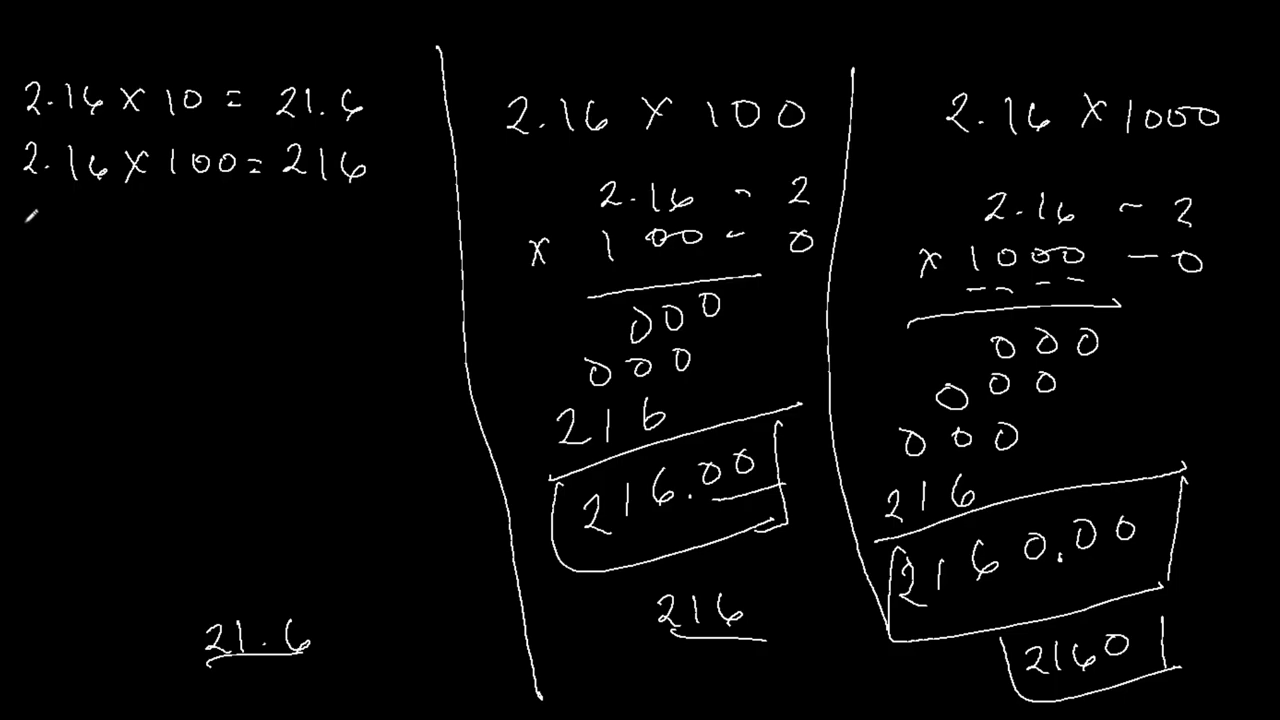 2.16 X 10 = 21.6
2.16 X 100 = 216
21.6
2.16 X 100
2.16 - 2
x 100 - 0
000
000
216
216.00
216
2.16 X 1000
2.16 - 2
x 1000 - 0
000
000
000
216
2160.00
2160